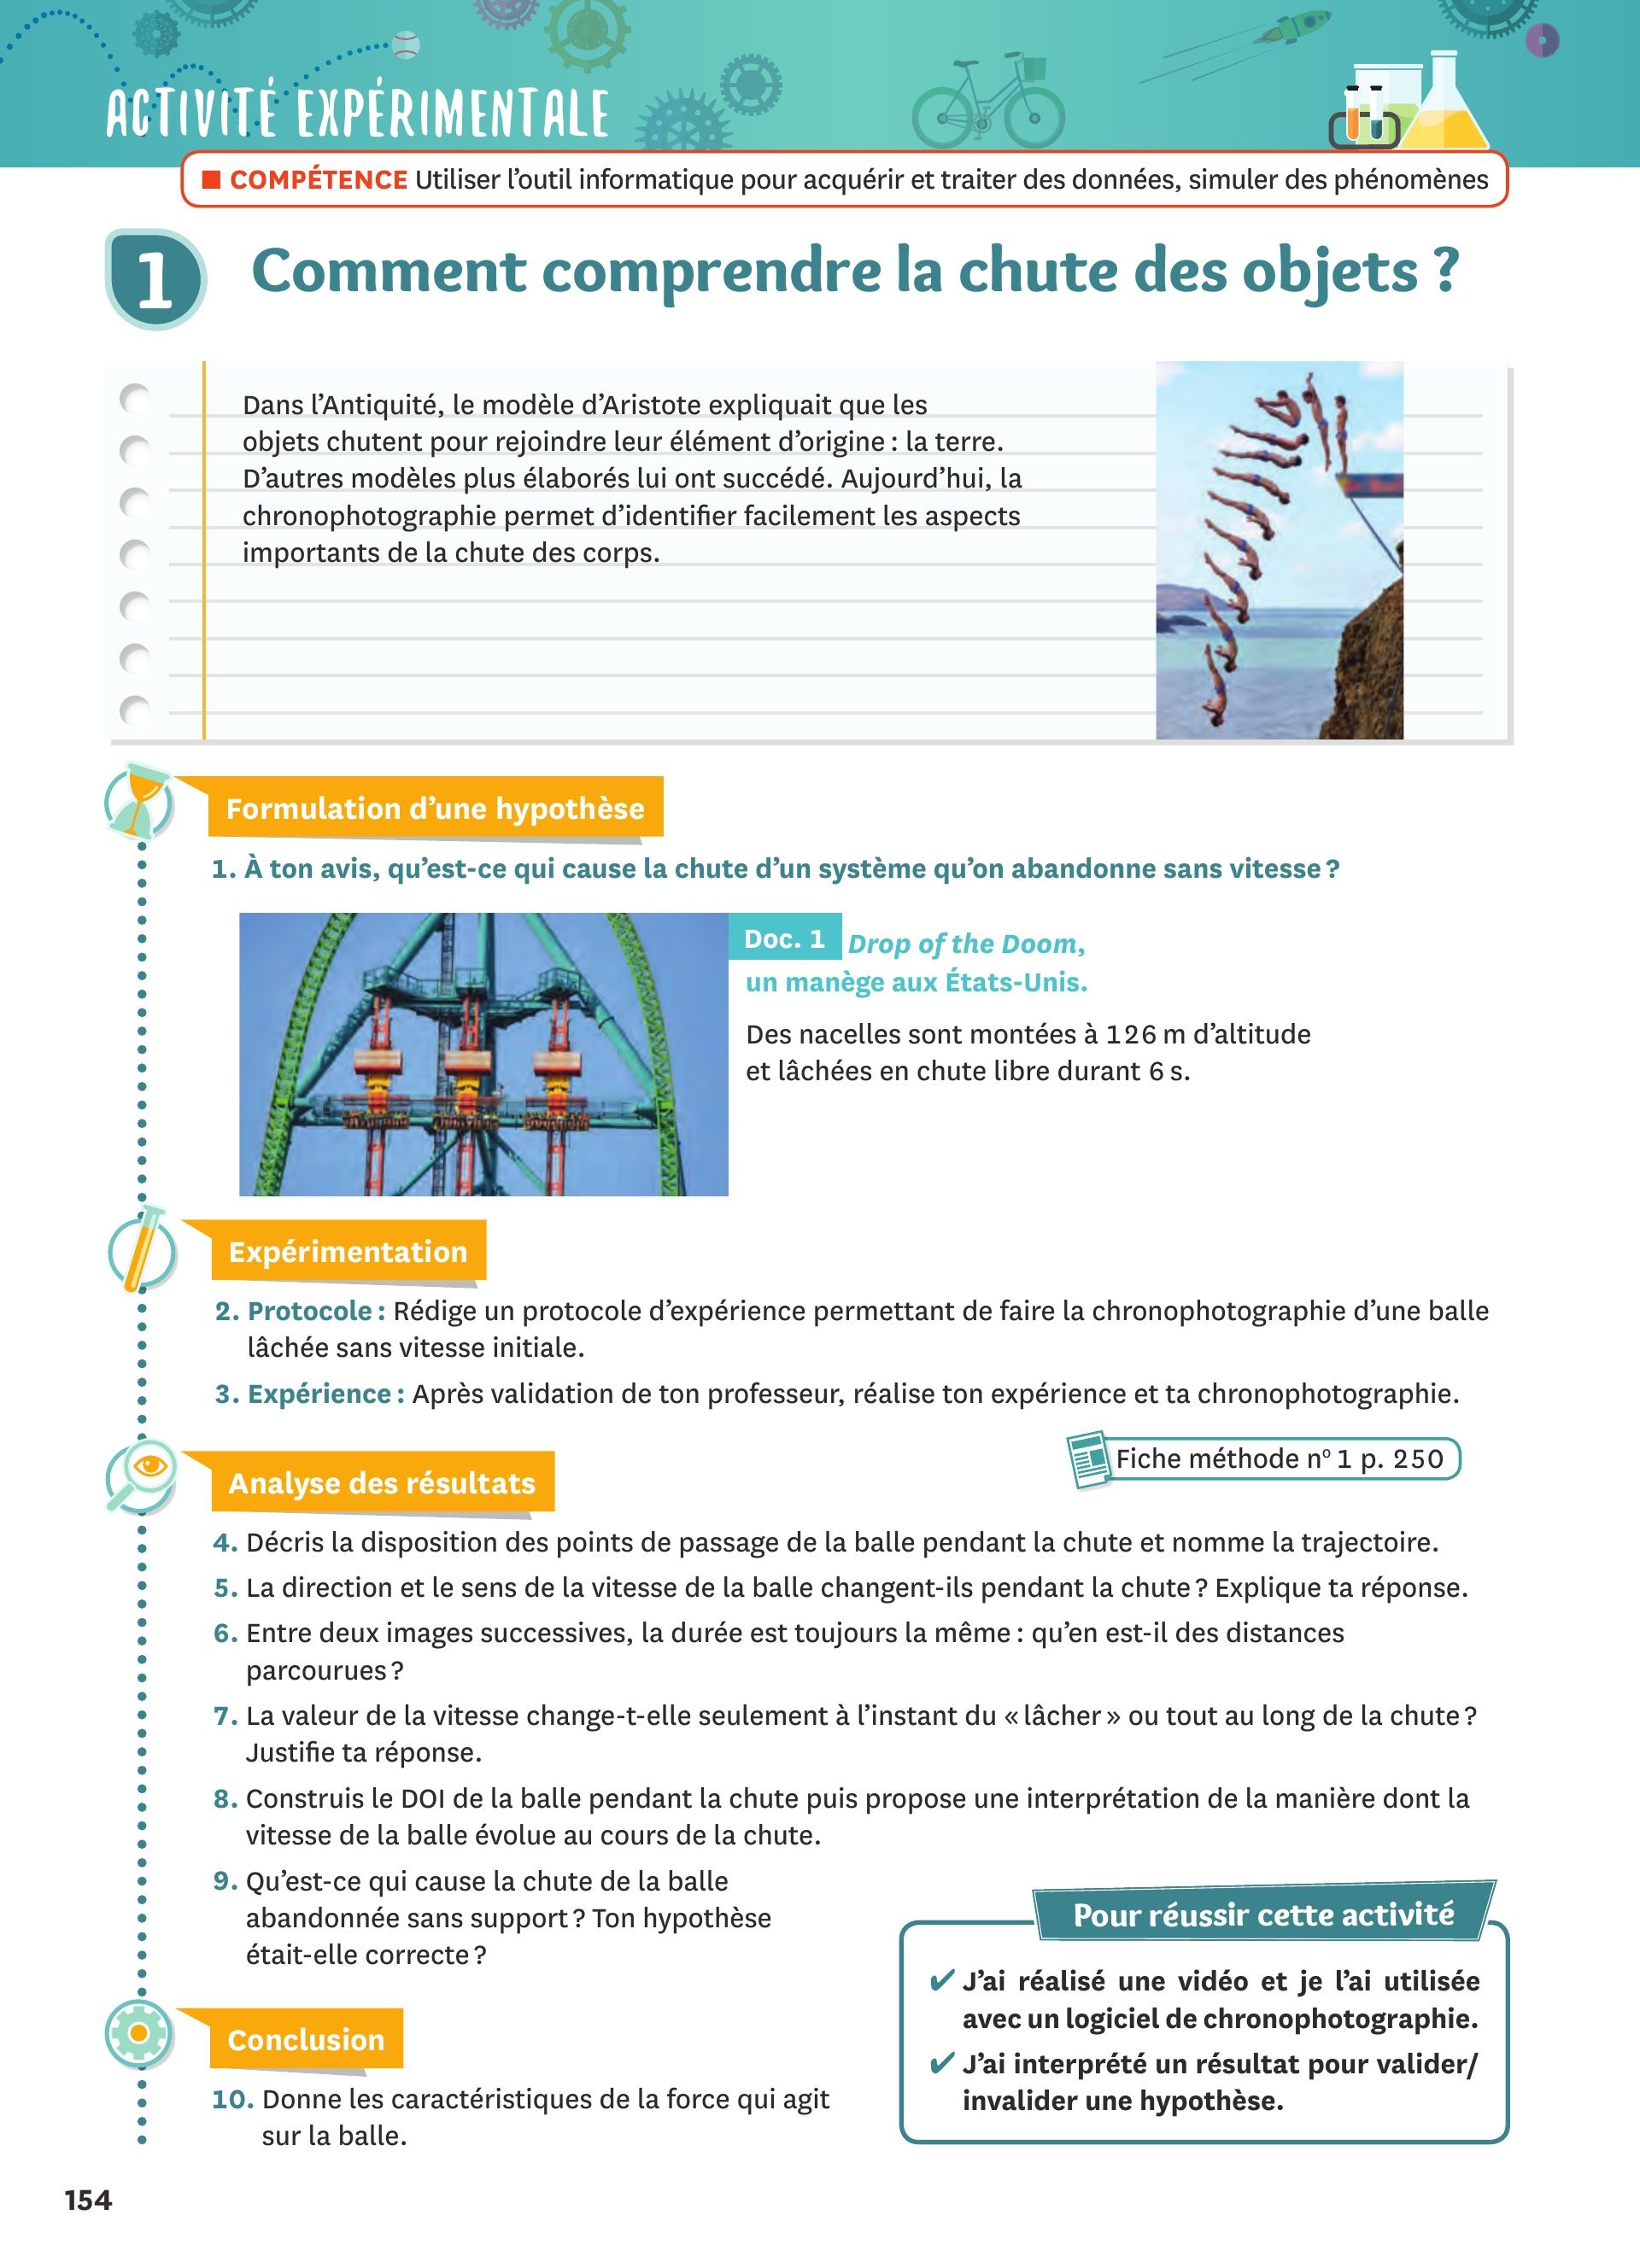 ACTIVITÉ EXPÉRIMENTALE
■ COMPÉTENCE Utiliser l’outil informatique pour acquérir et traiter des données, simuler des phénomènes
1 Comment comprendre la chute des objets ?
Dans l’Antiquité, le modèle d’Aristote expliquait que les
objets chutent pour rejoindre leur élément d’origine : la terre.
D’autres modèles plus élaborés lui ont succédé. Aujourd’hui, la
chronophotographie permet d’identifier facilement les aspects
importants de la chute des corps.
Formulation d’une hypothèse
1. À ton avis, qu’est-ce qui cause la chute d’un système qu’on abandonne sans vitesse ?
Doc. 1 Drop of the Doom,
un manège aux États-Unis.
Des nacelles sont montées à 126 m d’altitude
et lâchées en chute libre durant 6 s.
Expérimentation
2. Protocole : Rédige un protocole d’expérience permettant de faire la chronophotographie d’une balle
lâchée sans vitesse initiale.
3. Expérience : Après validation de ton professeur, réalise ton expérience et ta chronophotographie.
Fiche méthode nº 1 p. 250
Analyse des résultats
4. Décris la disposition des points de passage de la balle pendant la chute et nomme la trajectoire.
5. La direction et le sens de la vitesse de la balle changent-ils pendant la chute ? Explique ta réponse.
6. Entre deux images successives, la durée est toujours la même : qu’en est-il des distances
parcourues ?
7. La valeur de la vitesse change-t-elle seulement à l’instant du « lâcher » ou tout au long de la chute ?
Justifie ta réponse.
8. Construis le DOI de la balle pendant la chute puis propose une interprétation de la manière dont la
vitesse de la balle évolue au cours de la chute.
9. Qu’est-ce qui cause la chute de la balle
abandonnée sans support ? Ton hypothèse
était-elle correcte ?
Conclusion
10. Donne les caractéristiques de la force qui agit
sur la balle.
Pour réussir cette activité
✔ J’ai réalisé une vidéo et je l’ai utilisée
avec un logiciel de chronophotographie.
✔ J’ai interprété un résultat pour valider/
invalider une hypothèse.
154